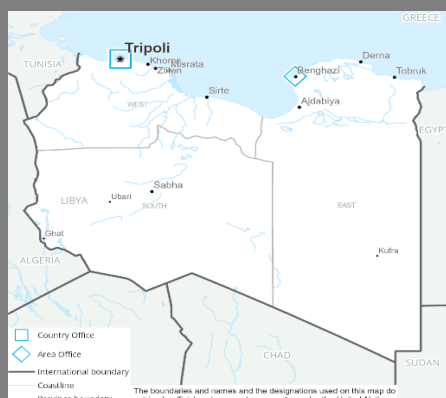 GREECE
Tripoli
TUNISIA
Khoms
Zliten
Misrata
Derna
Benghazi
Tobruk
Sirte
Ajdabiya
WEST
EGYPT
Sabha
Ubari
LIBYA
SOUTH
EAST
Ghat
Kufra
ALGERIA
CHAD
SUDAN
Country Office
Area Office
International boundary
Coastline
Province boundary
The boundaries and names and the designations used on this map do